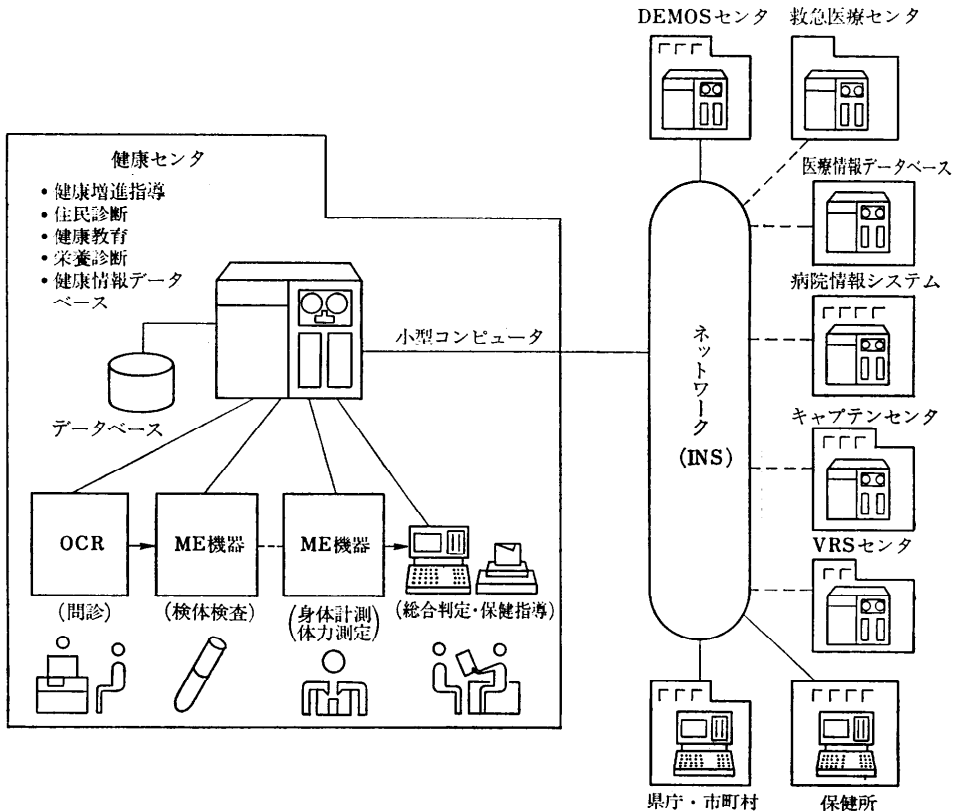 DEMOSセンタ
救急医療センタ
健康センタ
• 健康増進指導
• 住民診断
• 健康教育
• 栄養診断
• 健康情報データ
ベース
医療情報データベース
病院情報システム
小型コンピュータ
データベース
ネットワーク
(INS)
キャプテンセンタ
VRSセンタ
OCR
ME機器
ME機器
(問診)
(検体検査)
(身体計測
体力測定)
(総合判定・保健指導)
県庁・市町村
保健所